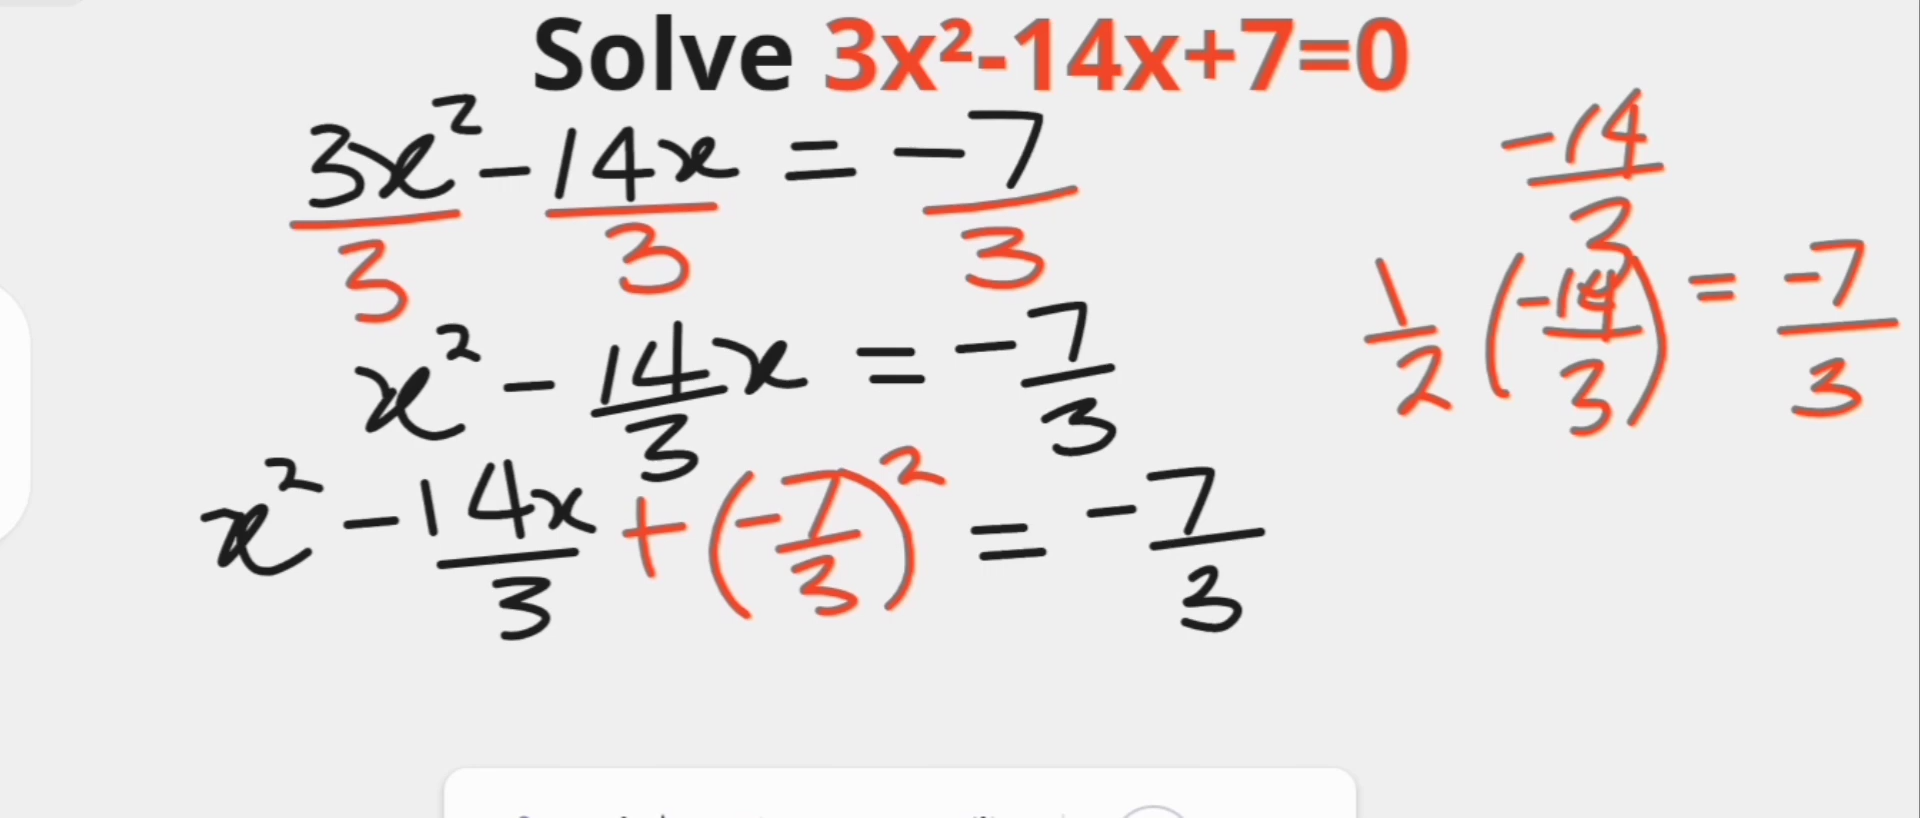 Solve 3x²-14x+7=0
3x²/3 - 14x/3 = -7/3
x² - 14/3 x = -7/3
x² - 14x/3 + (-7/3)² = -7/3
-14/3
1/2 (-14/3) = -7/3